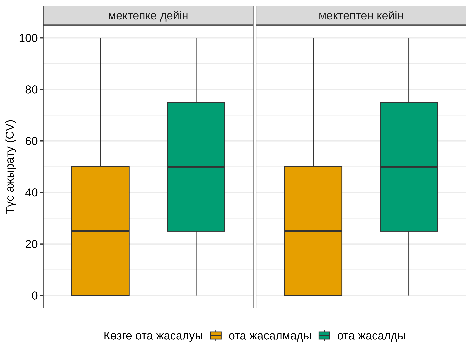 мектепке дейін
мектептен кейін
100
80
60
40
20
0
Түс ажырату (CV)
Көзге ота жасалуы ота жасалмады ота жасалды